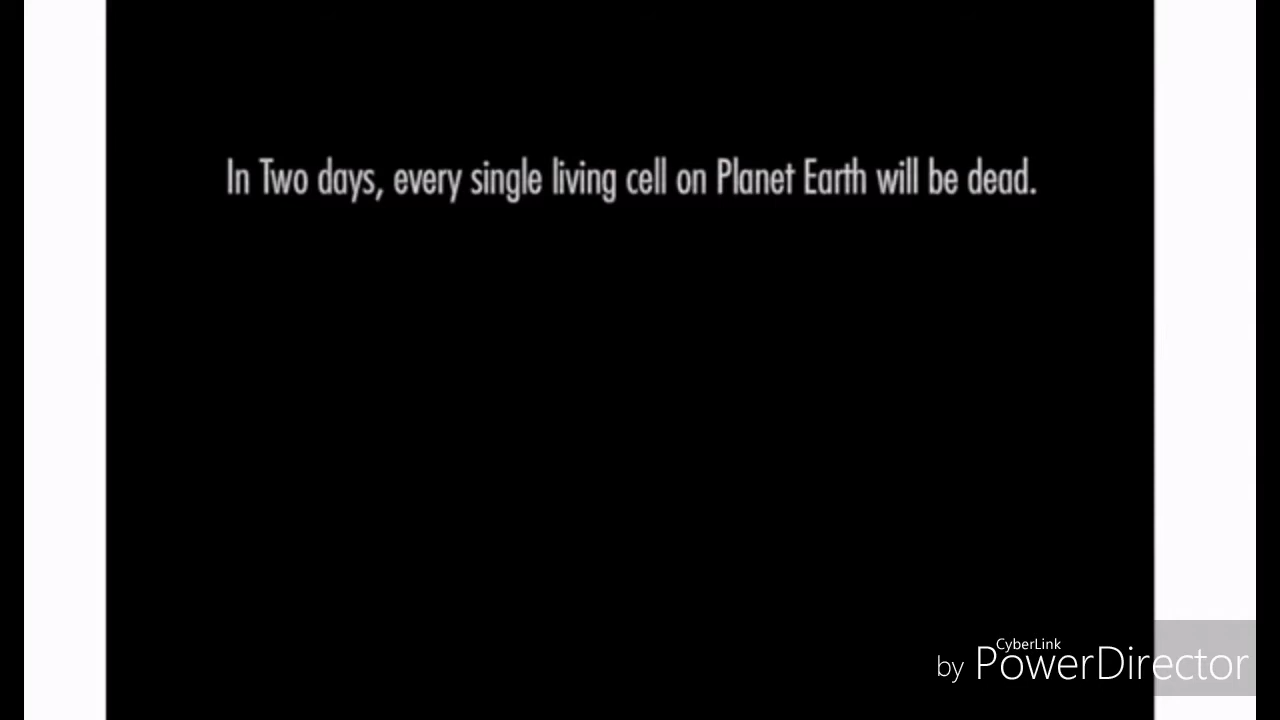 In Two days, every single living cell on Planet Earth will be dead.
CyberLink
by PowerDirector